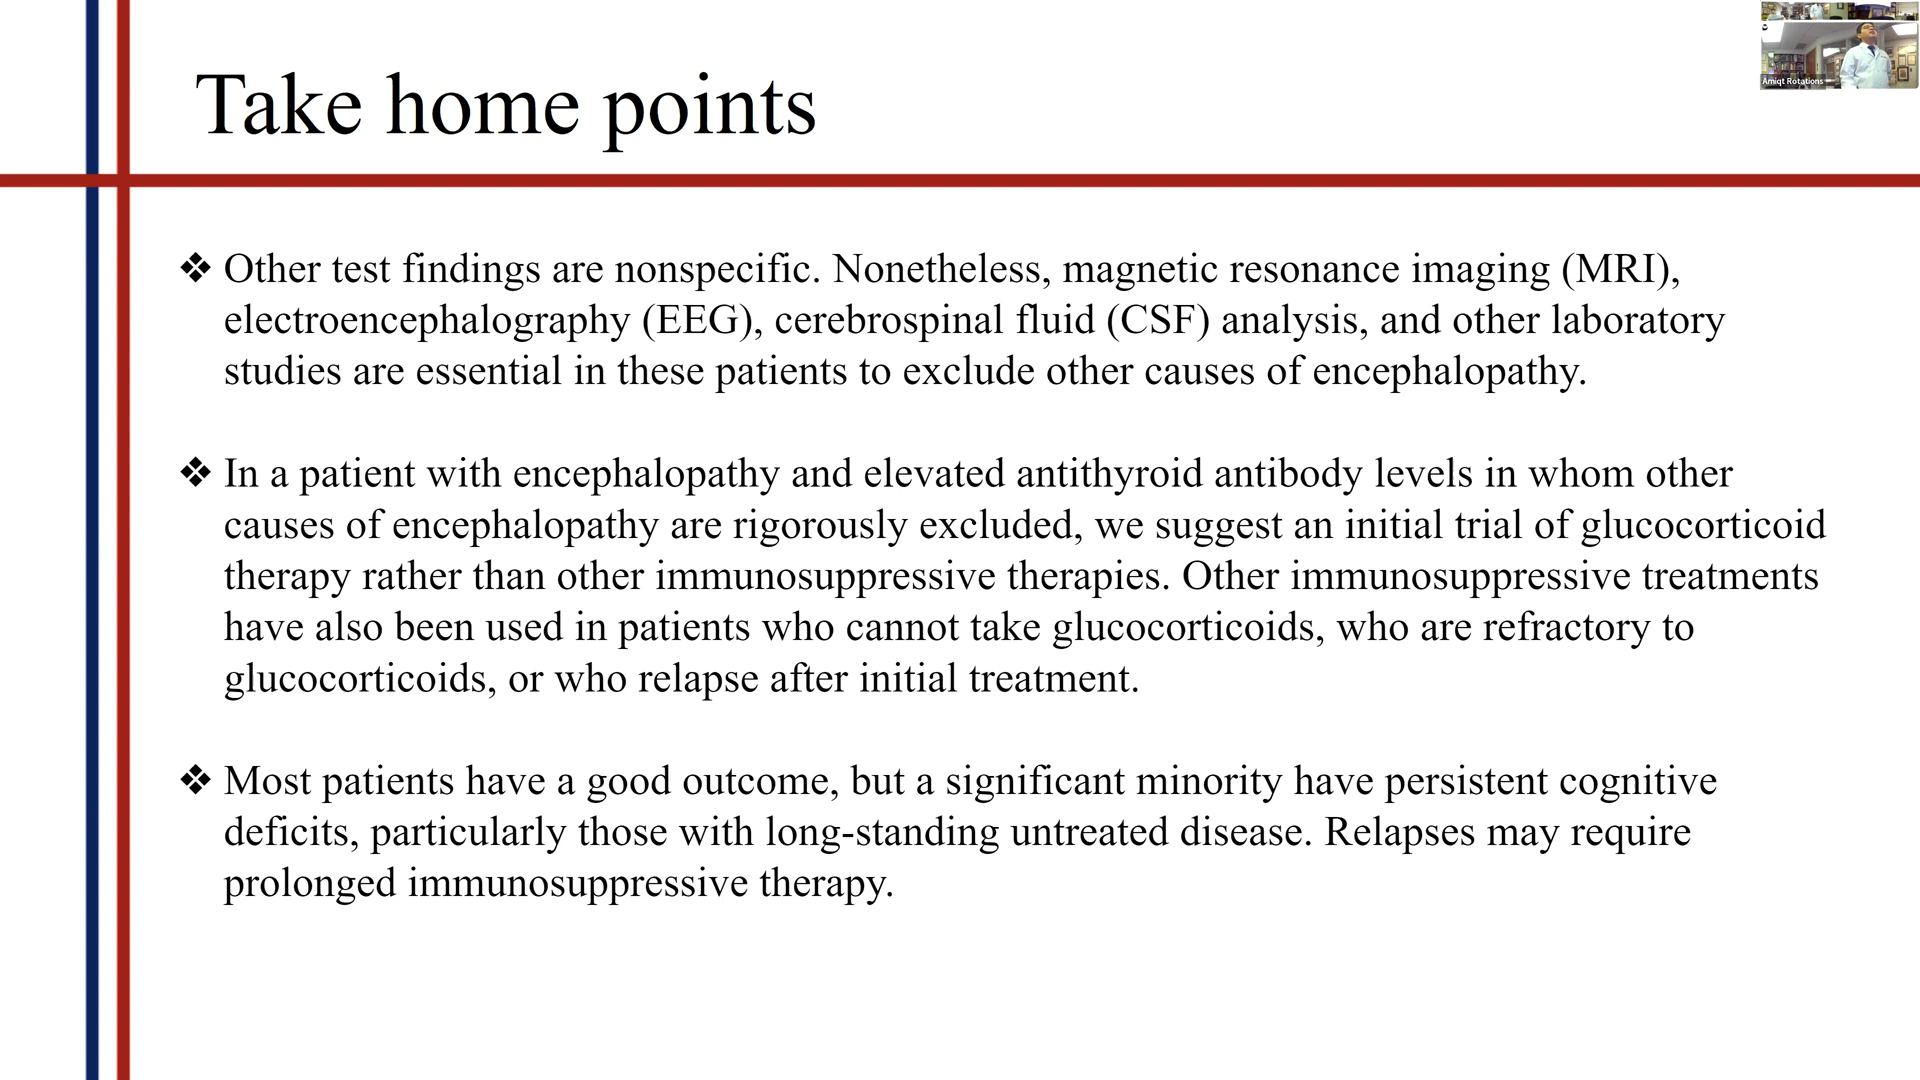 Take home points
Amiqt Rotations
❖ Other test findings are nonspecific. Nonetheless, magnetic resonance imaging (MRI),
electroencephalography (EEG), cerebrospinal fluid (CSF) analysis, and other laboratory
studies are essential in these patients to exclude other causes of encephalopathy.
❖ In a patient with encephalopathy and elevated antithyroid antibody levels in whom other
causes of encephalopathy are rigorously excluded, we suggest an initial trial of glucocorticoid
therapy rather than other immunosuppressive therapies. Other immunosuppressive treatments
have also been used in patients who cannot take glucocorticoids, who are refractory to
glucocorticoids, or who relapse after initial treatment.
❖ Most patients have a good outcome, but a significant minority have persistent cognitive
deficits, particularly those with long-standing untreated disease. Relapses may require
prolonged immunosuppressive therapy.